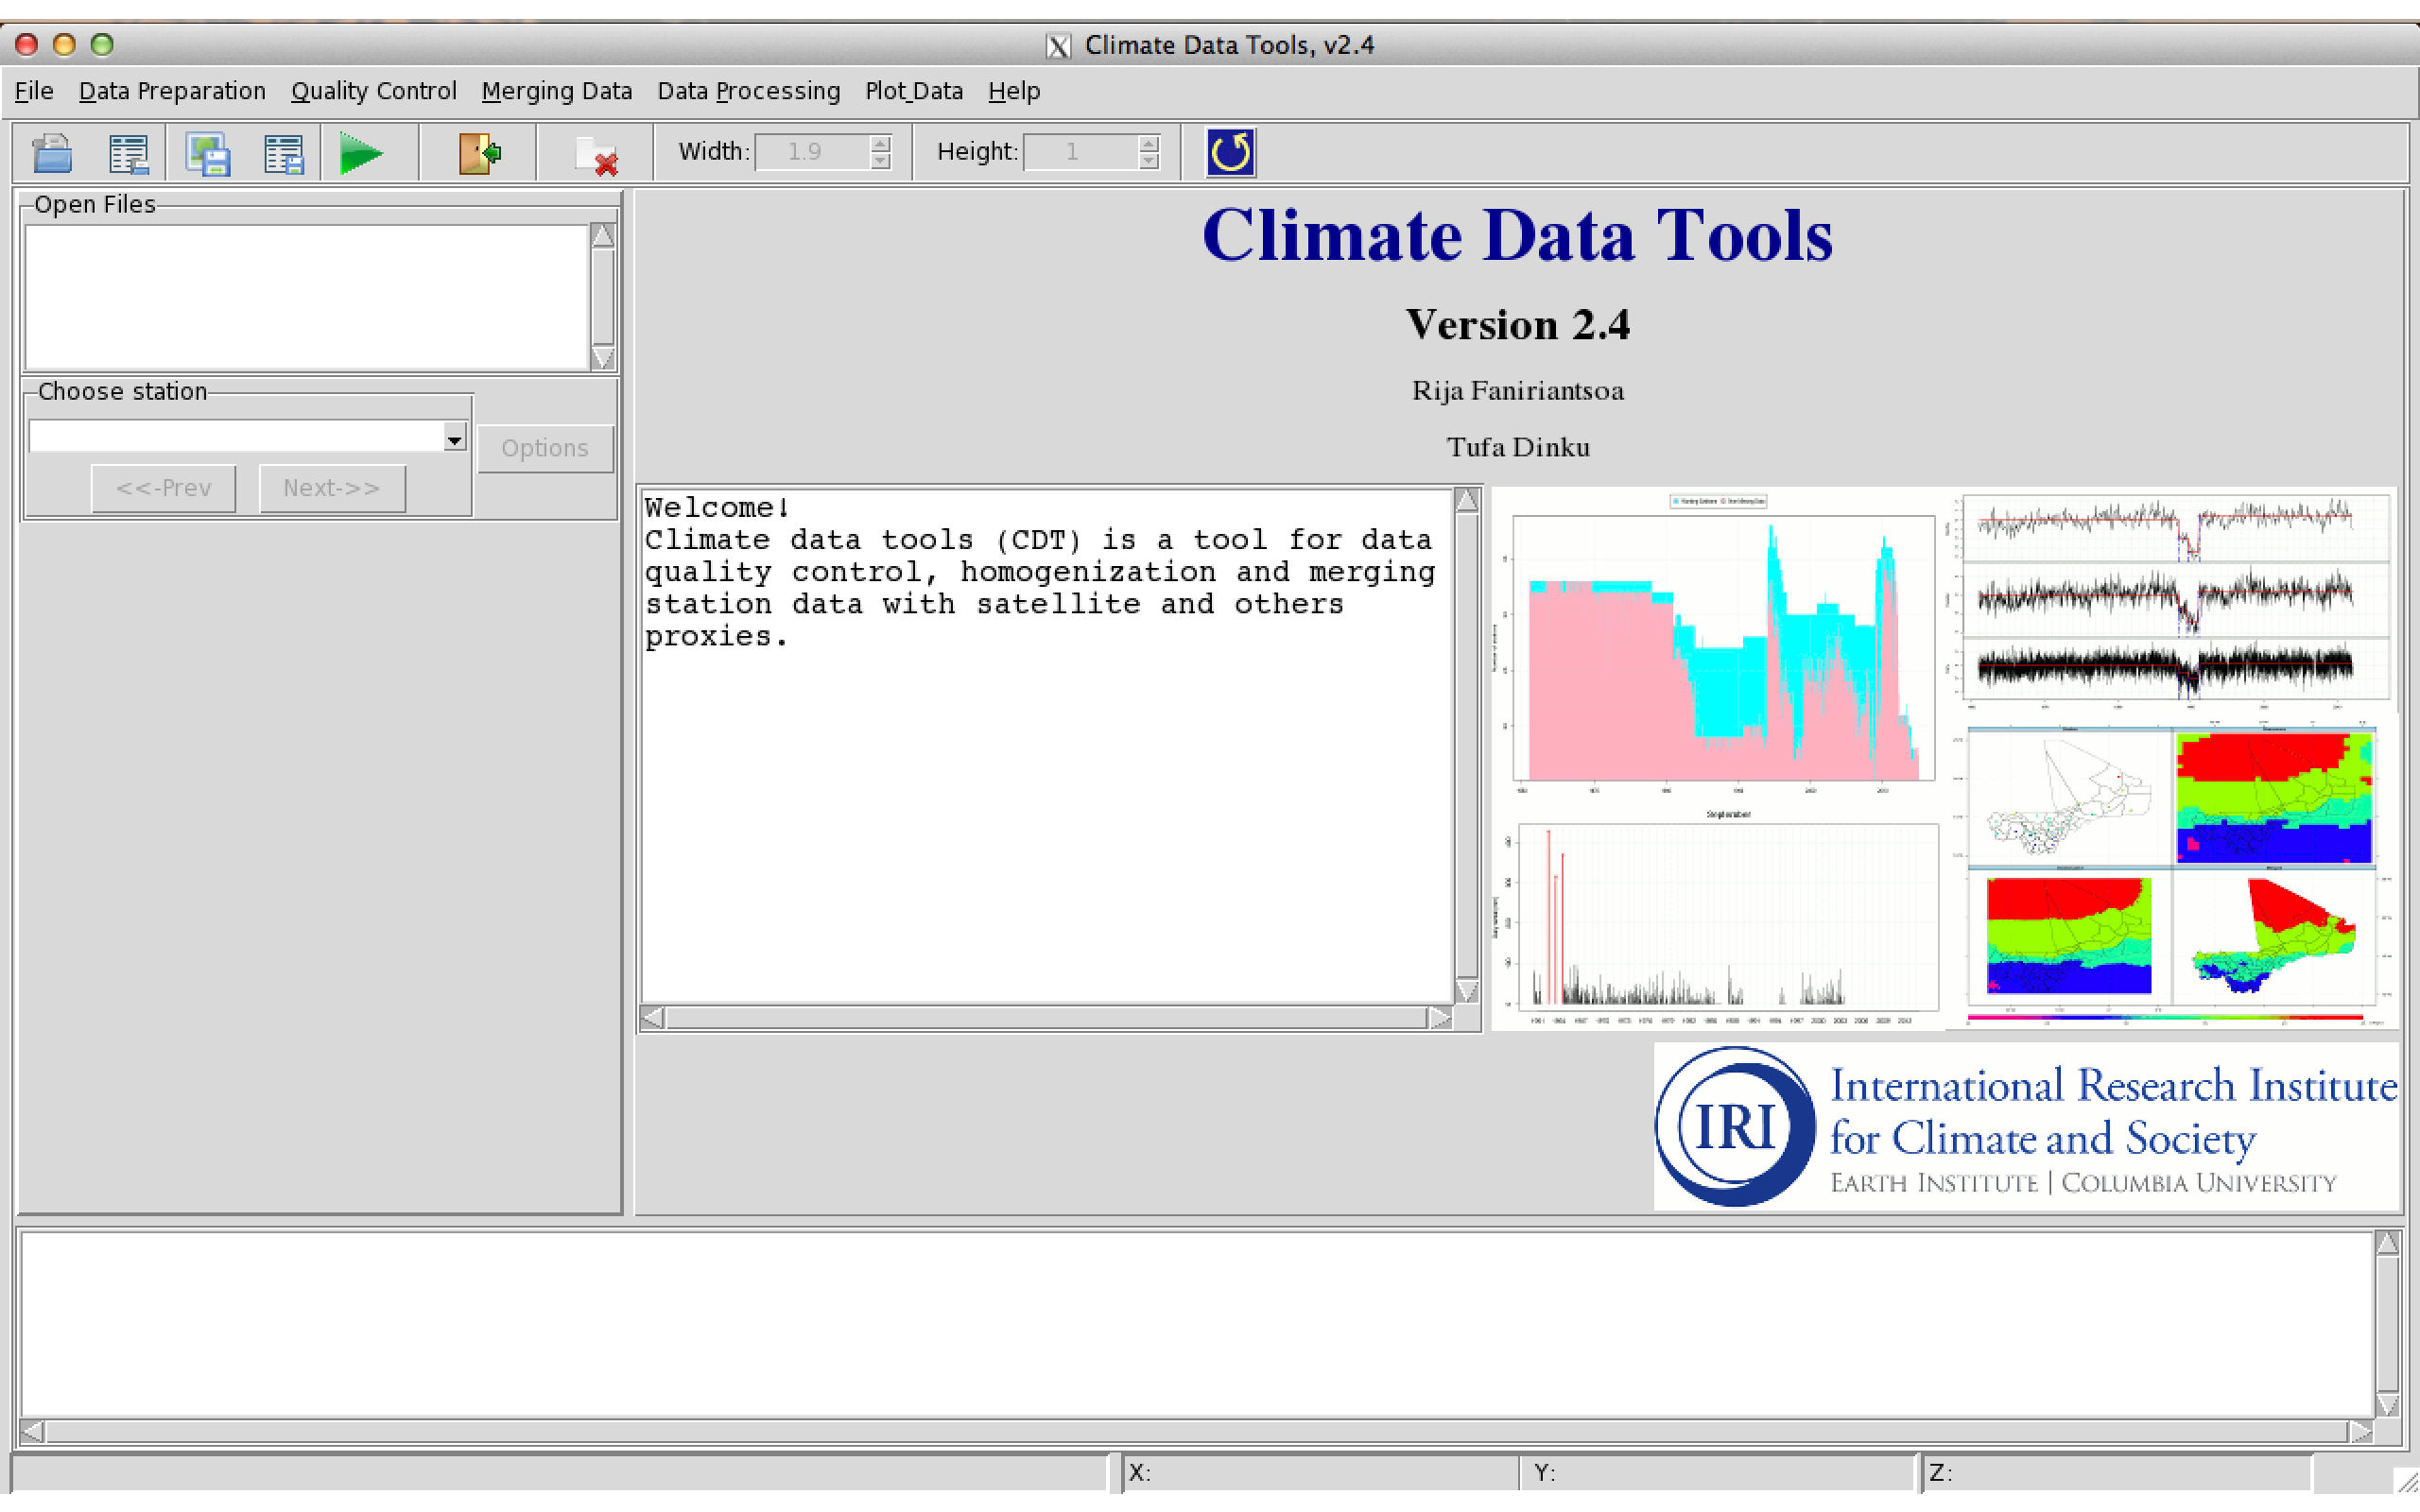 Climate Data Tools, v2.4
File Data Preparation Quality Control Merging Data Data Processing Plot_Data Help
Width: 1.9 Height: 1
Open Files
Choose station
Options
<<-Prev Next->>
Climate Data Tools
Version 2.4
Rija Faniriantsoa
Tufa Dinku
Welcome!
Climate data tools (CDT) is a tool for data
quality control, homogenization and merging
station data with satellite and others
proxies.
September
IRI
International Research Institute
for Climate and Society
EARTH INSTITUTE | COLUMBIA UNIVERSITY
X: Y: Z: